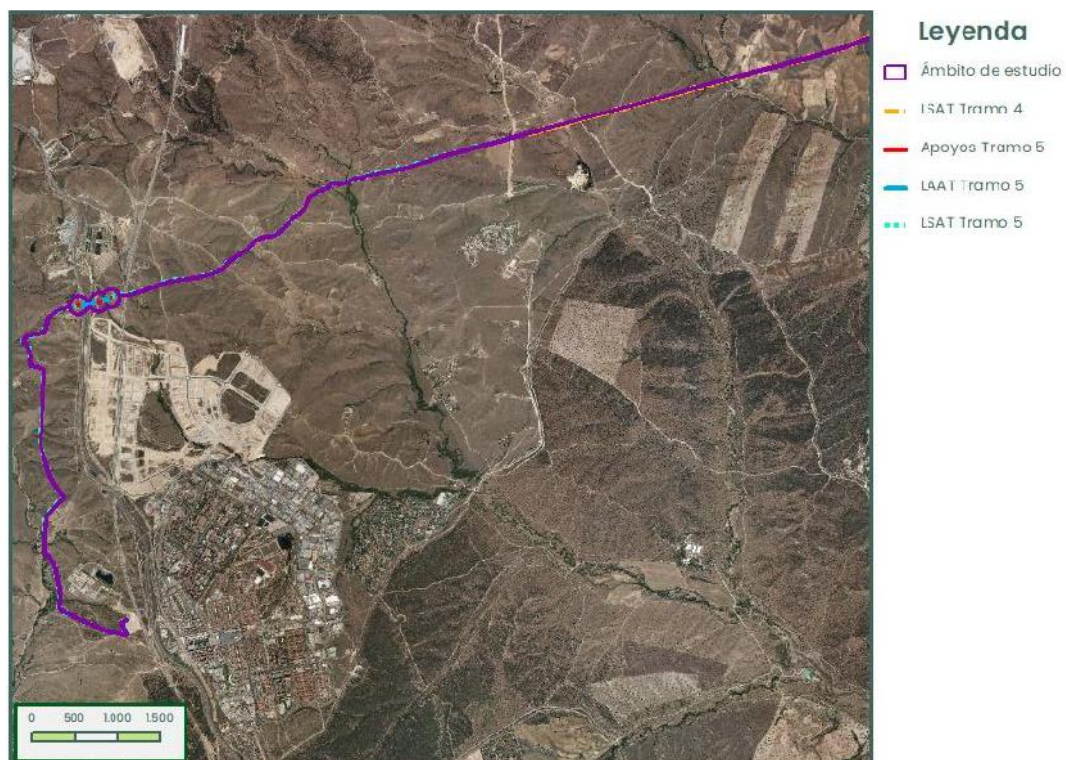 Leyenda
Ámbito de estudio
LSAT Tramo 4
Apoyos Tramo 5
LAAT Tramo 5
LSAT Tramo 5
0 500 1.000 1.500